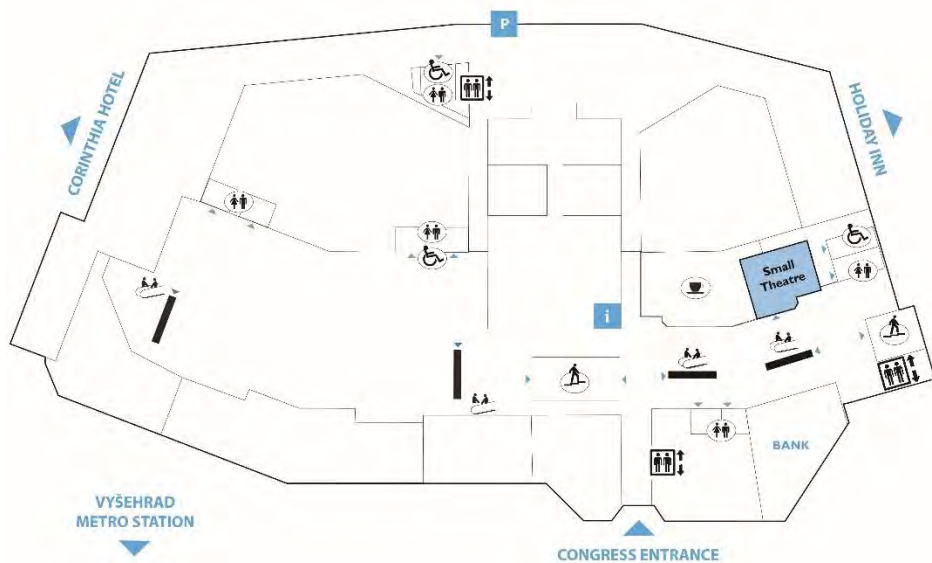 P
CORINTHIA HOTEL
HOLIDAY INN
Small
Theatre
i
BANK
VYŠEHRAD
METRO STATION
CONGRESS ENTRANCE